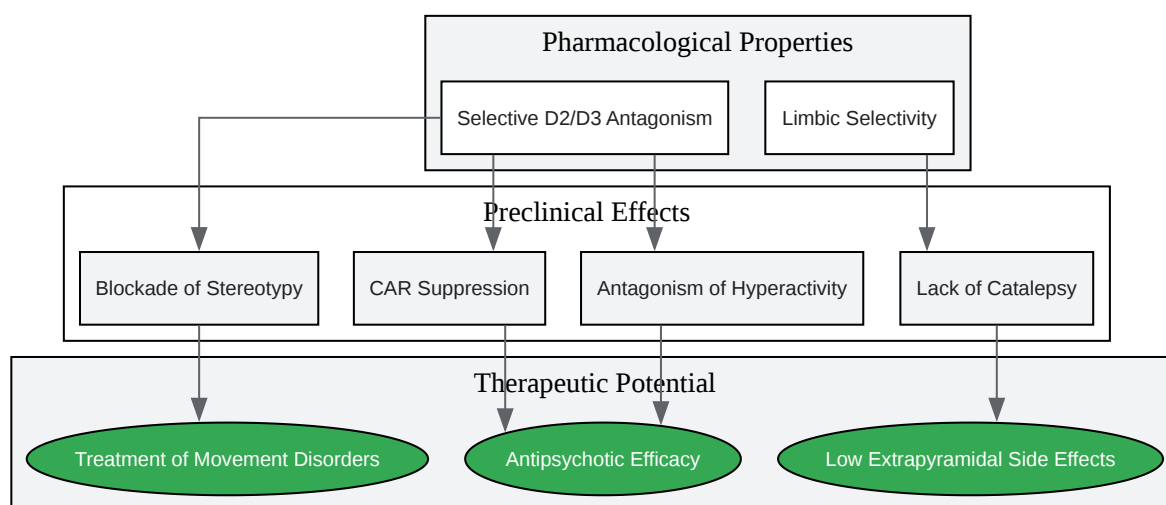 Pharmacological Properties
Selective D2/D3 Antagonism
Limbic Selectivity
Preclinical Effects
Blockade of Stereotypy
CAR Suppression
Antagonism of Hyperactivity
Lack of Catalepsy
Therapeutic Potential
Treatment of Movement Disorders
Antipsychotic Efficacy
Low Extrapyramidal Side Effects